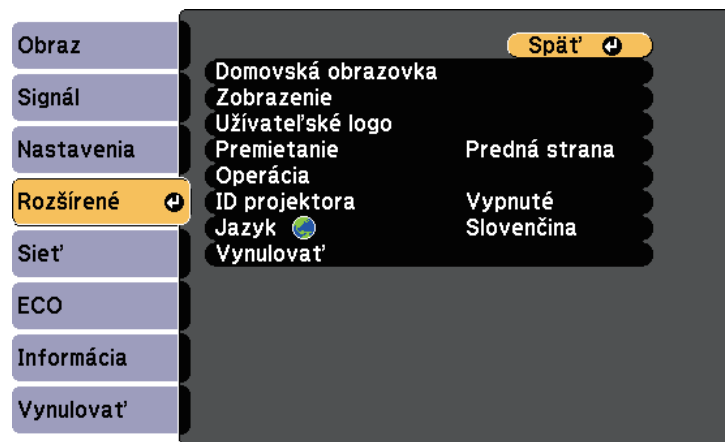 Obraz
Signál
Nastavenia
Rozšírené
Sieť
ECO
Informácia
Vynulovať
Späť
Domovská obrazovka
Zobrazenie
Užívateľské logo
Premietanie Predná strana
Operácia
ID projektora Vypnuté
Jazyk Slovenčina
Vynulovať